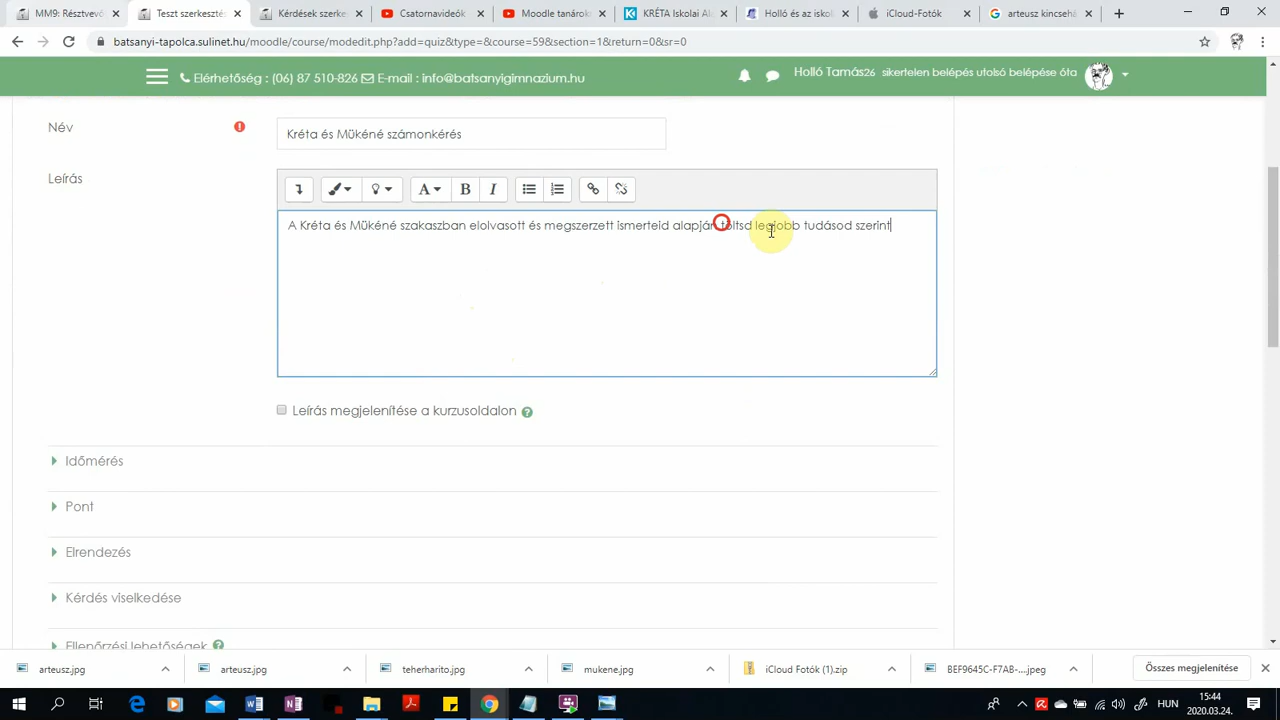 MM9: Résztvevő
Teszt szerkeszté
Kérdések szerke
Csatornavideók
Moodle tanárok
KRÉTA Iskolai Al
Holló és az iskol
iCloud-Fotók
arteusz kincsehá
batsanyi-tapolca.sulinet.hu/moodle/course/modedit.php?add=quiz&type=&course=59&section=1&return=0&sr=0
Elérhetőség : (06) 87 510-826 E-mail : info@batsanyigimnazium.hu
Holló Tamás26 sikertelen belépés utolsó belépése óta
Név
Kréta és Mükéné számonkérés
Leírás
A Kréta és Mükéné szakaszban elolvasott és megszerzett ismerteid alapján töltsd legjobb tudásod szerint
Leírás megjelenítése a kurzusoldalon
Időmérés
Pont
Elrendezés
Kérdés viselkedése
Ellenőrzési lehetőségek
arteusz.jpg
arteusz.jpg
teherharito.jpg
mukene.jpg
iCloud Fotók (1).zip
BEF9645C-F7AB-....jpeg
Összes megjelenítése
HUN
15:44
2020.03.24.